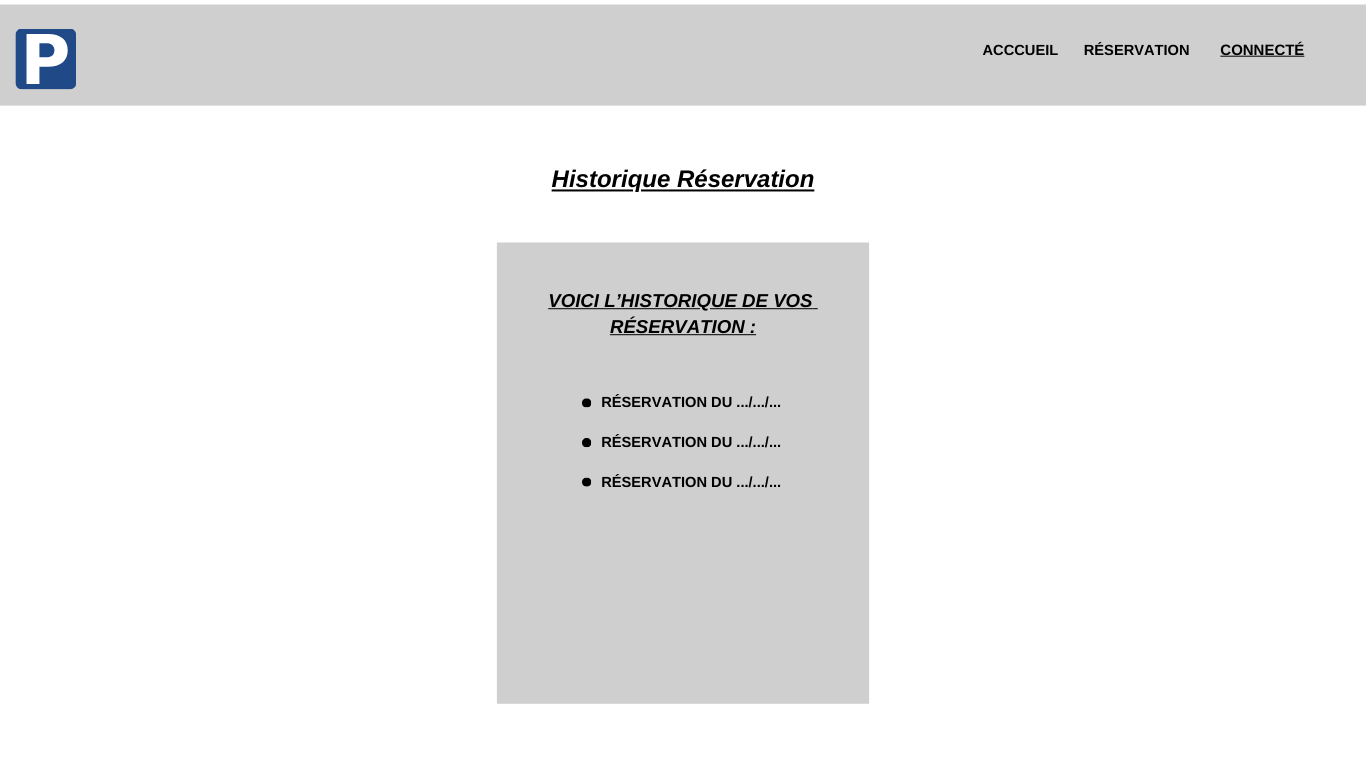 P
ACCCUEIL RÉSERVATION CONNECTÉ
Historique Réservation
VOICI L’HISTORIQUE DE VOS
RÉSERVATION :
● RÉSERVATION DU .../.../...
● RÉSERVATION DU .../.../...
● RÉSERVATION DU .../.../...